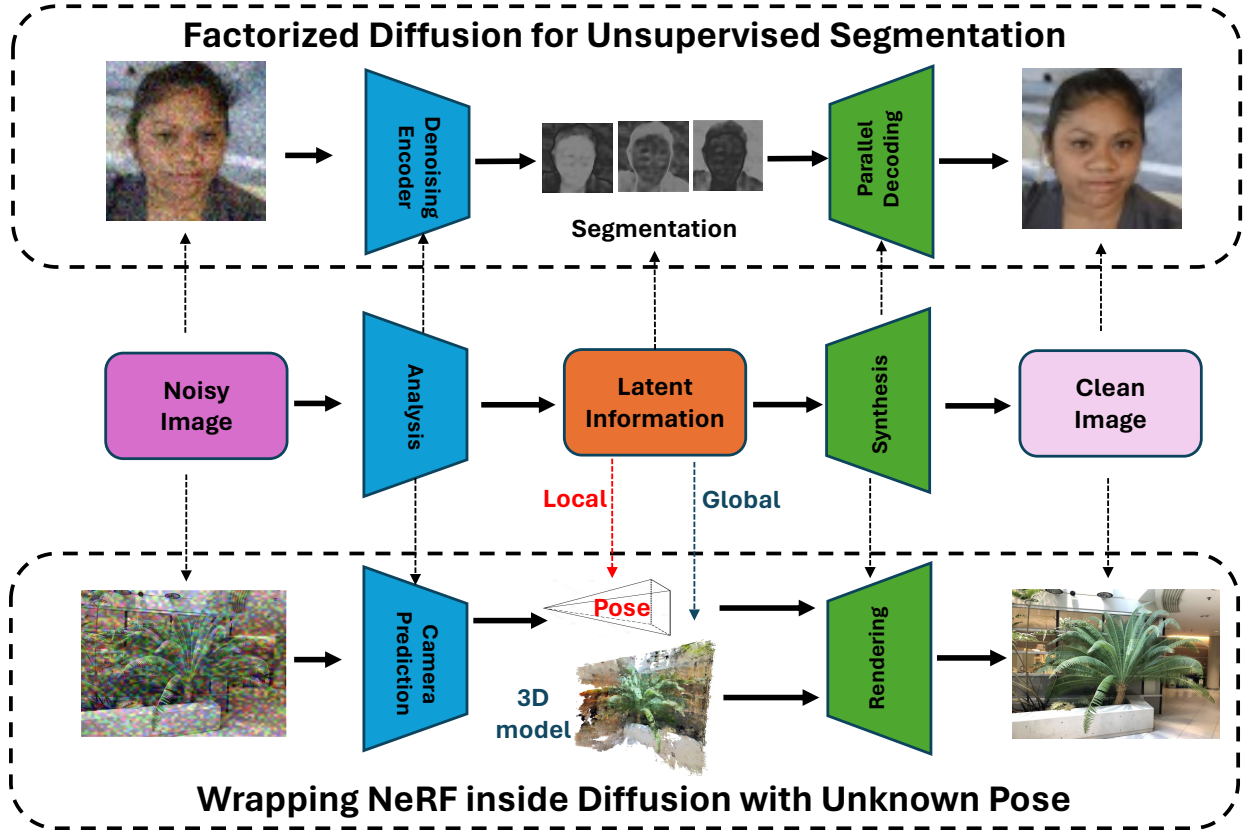 Factorized Diffusion for Unsupervised Segmentation
Denoising
Encoder
Segmentation
Parallel
Decoding
Noisy
Image
Analysis
Latent
Information
Synthesis
Clean
Image
Local
Global
Camera
Prediction
Pose
3D
model
Rendering
Wrapping NeRF inside Diffusion with Unknown Pose